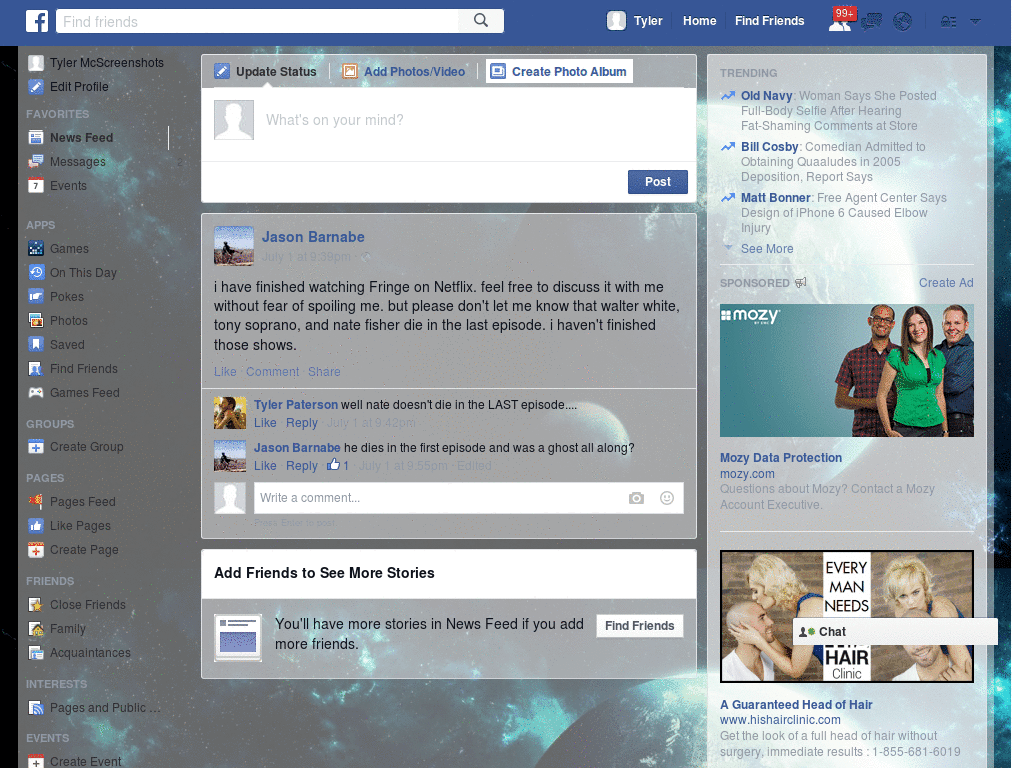 Find friends
Tyler Home Find Friends 99+
Tyler McScreenshots
Edit Profile
FAVORITES
News Feed
Messages
Events
APPS
Games
On This Day
Pokes
Photos
Saved
Find Friends
Games Feed
GROUPS
Create Group
PAGES
Pages Feed
Like Pages
Create Page
FRIENDS
Close Friends
Family
Acquaintances
INTERESTS
Pages and Public ...
EVENTS
Create Event
Update Status Add Photos/Video Create Photo Album
What's on your mind?
Post
Jason Barnabe
July 1 at 9:39pm ·
i have finished watching Fringe on Netflix. feel free to discuss it with me
without fear of spoiling me. but please don't let me know that walter white,
tony soprano, and nate fisher die in the last episode. i haven't finished
those shows.
Like · Comment · Share
Tyler Paterson well nate doesn't die in the LAST episode....
Like · Reply · July 1 at 9:42pm
Jason Barnabe he dies in the first episode and was a ghost all along?
Like · Reply · 1 · July 1 at 9:55pm · Edited
Write a comment...
Press Enter to post.
Add Friends to See More Stories
You'll have more stories in News Feed if you add
more friends.
Find Friends
TRENDING
Old Navy: Woman Says She Posted
Full-Body Selfie After Hearing
Fat-Shaming Comments at Store
Bill Cosby: Comedian Admitted to
Obtaining Quaaludes in 2005
Deposition, Report Says
Matt Bonner: Free Agent Center Says
Design of iPhone 6 Caused Elbow
Injury
See More
SPONSORED Create Ad
mozy
Mozy Data Protection
mozy.com
Questions about Mozy? Contact a Mozy
Account Executive.
EVERY
MAN
NEEDS
Chat
HAIR
Clinic
A Guaranteed Head of Hair
www.hishairclinic.com
Get the look of a full head of hair without
surgery, immediate results : 1-855-681-6019